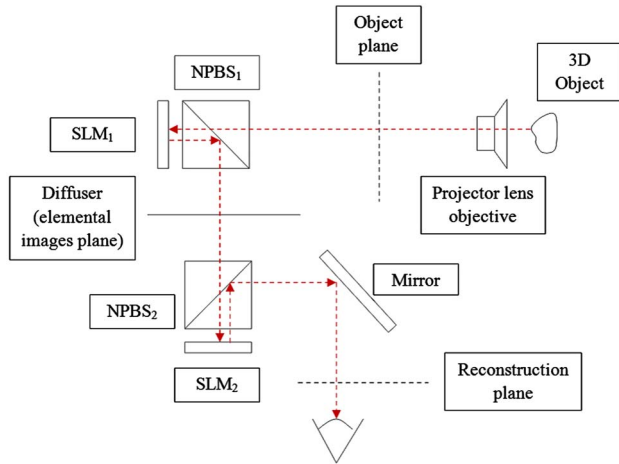 Object
plane
3D
Object
NPBS₁
SLM₁
Projector lens
objective
Diffuser
(elemental
images plane)
Mirror
NPBS₂
SLM₂
Reconstruction
plane